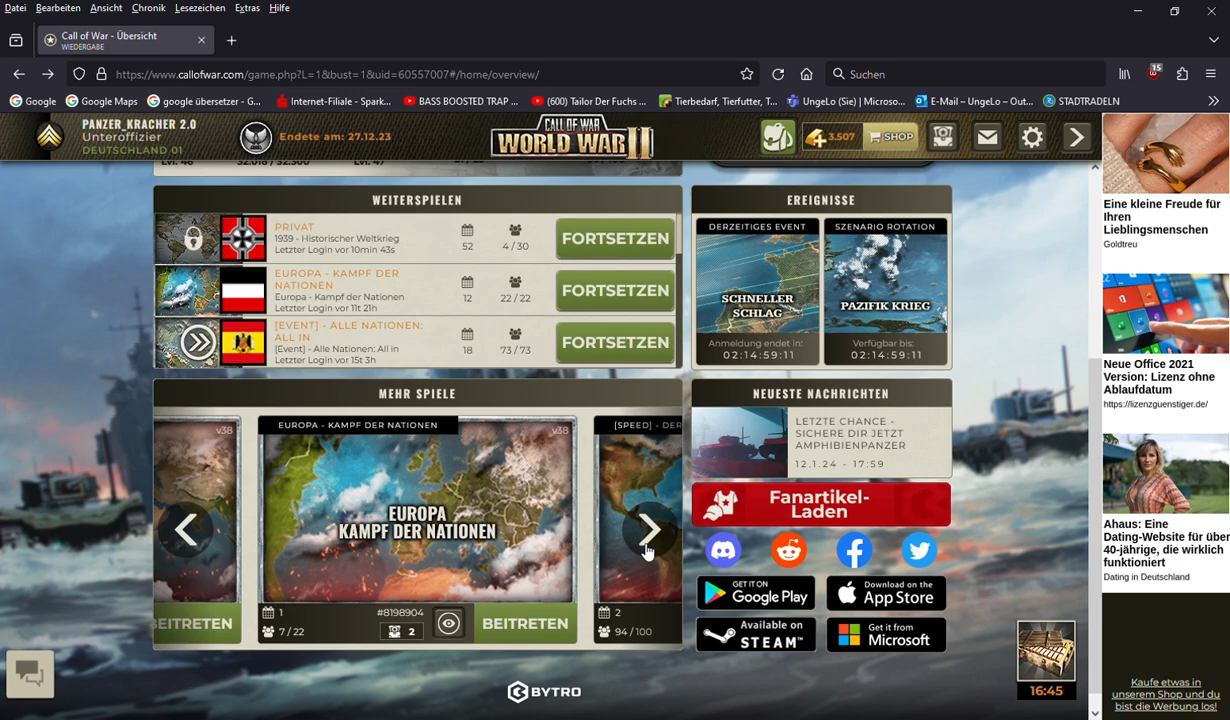 Datei Bearbeiten Ansicht Chronik Lesezeichen Extras Hilfe
Call of War - Übersicht
WIEDERGABE
https://www.callofwar.com/game.php?L=1&bust=1&uid=60557007#/home/overview/
Suchen
15
Google
Google Maps
google übersetzer - G...
Internet-Filiale - Spark...
BASS BOOSTED TRAP ...
(600) Tailor Der Fuchs ...
Tierbedarf, Tierfutter, T...
UngeLo (Sie) | Microso...
E-Mail – UngeLo – Out...
STADTRADELN
PANZER_KRACHER 2.0
Unteroffizier
DEUTSCHLAND 01
Endete am: 27.12.23
CALL OF WAR
WORLD WAR II
3.507
SHOP
WEITERSPIELEN
PRIVAT
1939 - Historischer Weltkrieg
Letzter Login vor 10min 43s
52
4 / 30
FORTSETZEN
EUROPA - KAMPF DER
NATIONEN
Europa - Kampf der Nationen
Letzter Login vor 11t 21h
12
22 / 22
FORTSETZEN
[EVENT] - ALLE NATIONEN:
ALL IN
[Event] - Alle Nationen: All in
Letzter Login vor 15t 3h
18
73 / 73
FORTSETZEN
EREIGNISSE
DERZEITIGES EVENT
SCHNELLER
SCHLAG
Anmeldung endet in:
02:14:59:11
SZENARIO ROTATION
PAZIFIK KRIEG
Verfügbar bis:
02:14:59:11
MEHR SPIELE
v38
BEITRETEN
EUROPA - KAMPF DER NATIONEN
v38
EUROPA
KAMPF DER NATIONEN
1
7 / 22
#8198904
2
BEITRETEN
[SPEED] - DER
2
94 / 100
NEUESTE NACHRICHTEN
LETZTE CHANCE -
SICHERE DIR JETZT
AMPHIBIENPANZER
12.1.24 - 17:59
Fanartikel-
Laden
GET IT ON
Google Play
Download on the
App Store
Available on
STEAM
Get it from
Microsoft
BYTRO
16:45
Eine kleine Freude für
Ihren
Lieblingsmenschen
Goldtreu
Neue Office 2021
Version: Lizenz ohne
Ablaufdatum
https://lizenzguenstiger.de/
Ahaus: Eine
Dating-Website für über
40-jährige, die wirklich
funktioniert
Dating in Deutschland
Kaufe etwas in
unserem Shop und du
bist die Werbung los!